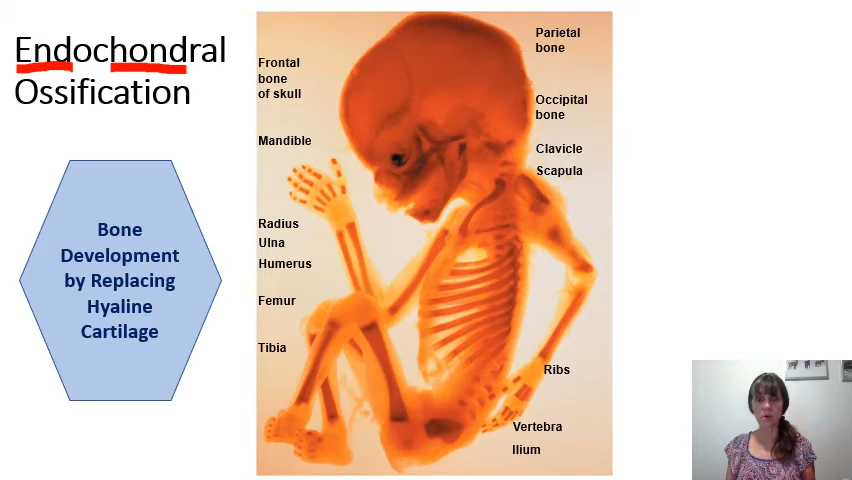 Endochondral
Ossification
Bone
Development
by Replacing
Hyaline
Cartilage
Frontal
bone
of skull
Mandible
Radius
Ulna
Humerus
Femur
Tibia
Parietal
bone
Occipital
bone
Clavicle
Scapula
Ribs
Vertebra
Ilium